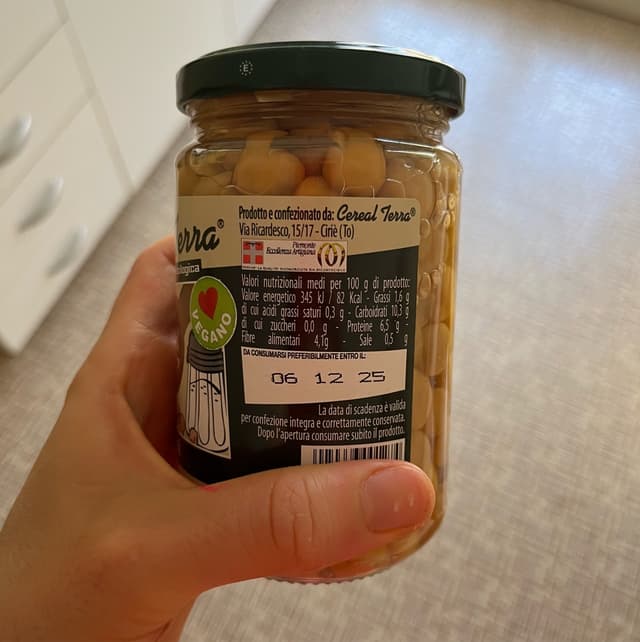 erra®
ologica
VEGANO
Prodotto e confezionato da: Cereal Terra®
Via Ricardesco, 15/17 - Ciriè (To)
Piemonte
Eccellenza Artigiana
Valori nutrizionali medi per 100 g di prodotto:
Valore energetico 345 kJ / 82 Kcal - Grassi 1,6 g
di cui acidi grassi saturi 0,3 g - Carboidrati 10,3 g
di cui zuccheri 0,0 g - Proteine 6,5 g -
Fibre alimentari 4,1g - Sale 0,5 g
DA CONSUMARSI PREFERIBILMENTE ENTRO IL:
06 12 25
La data di scadenza è valida
per confezione integra e correttamente conservata.
Dopo l'apertura consumare subito il prodotto.